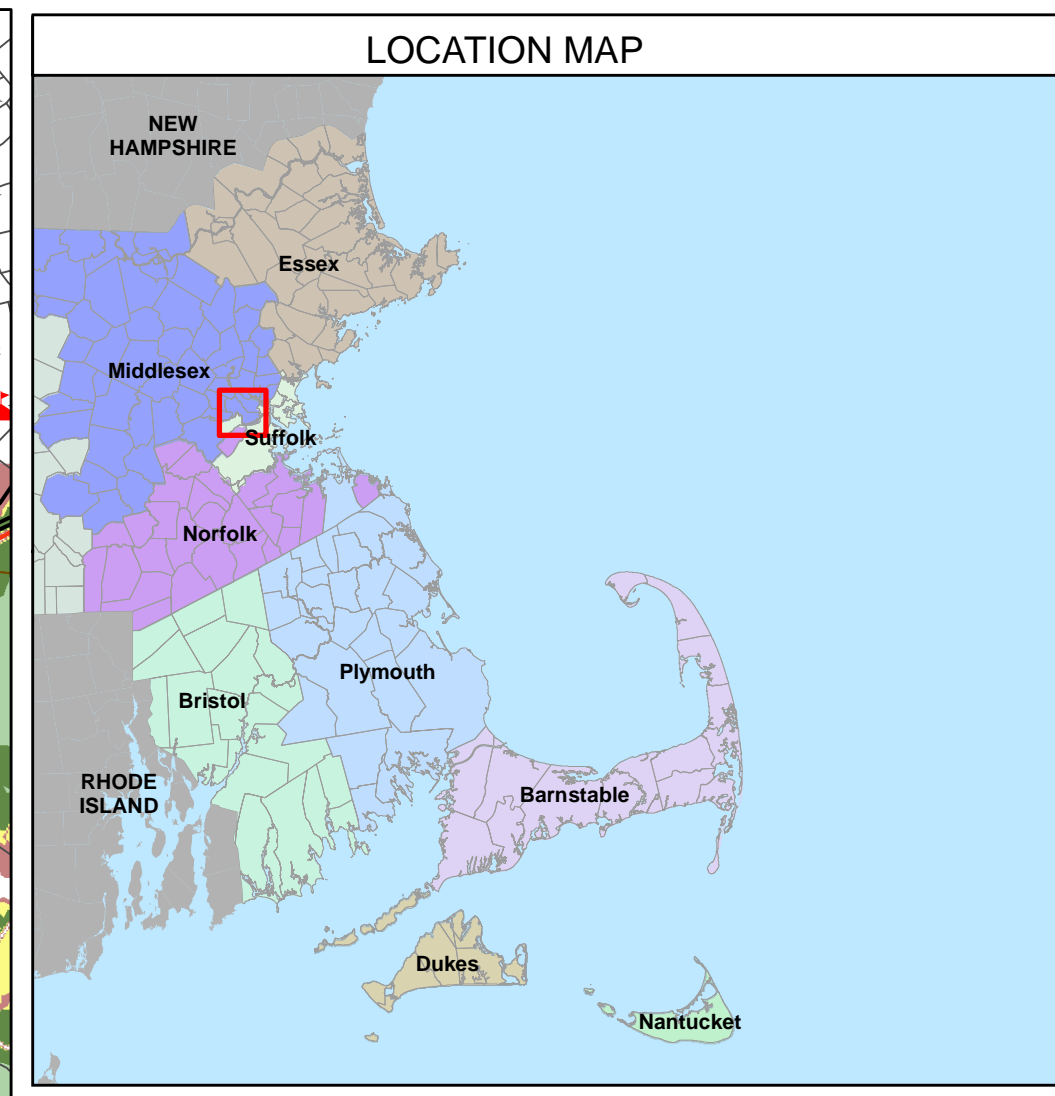 LOCATION MAP
NEW
HAMPSHIRE
Essex
Middlesex
Suffolk
Norfolk
Plymouth
Bristol
RHODE
ISLAND
Barnstable
Dukes
Nantucket